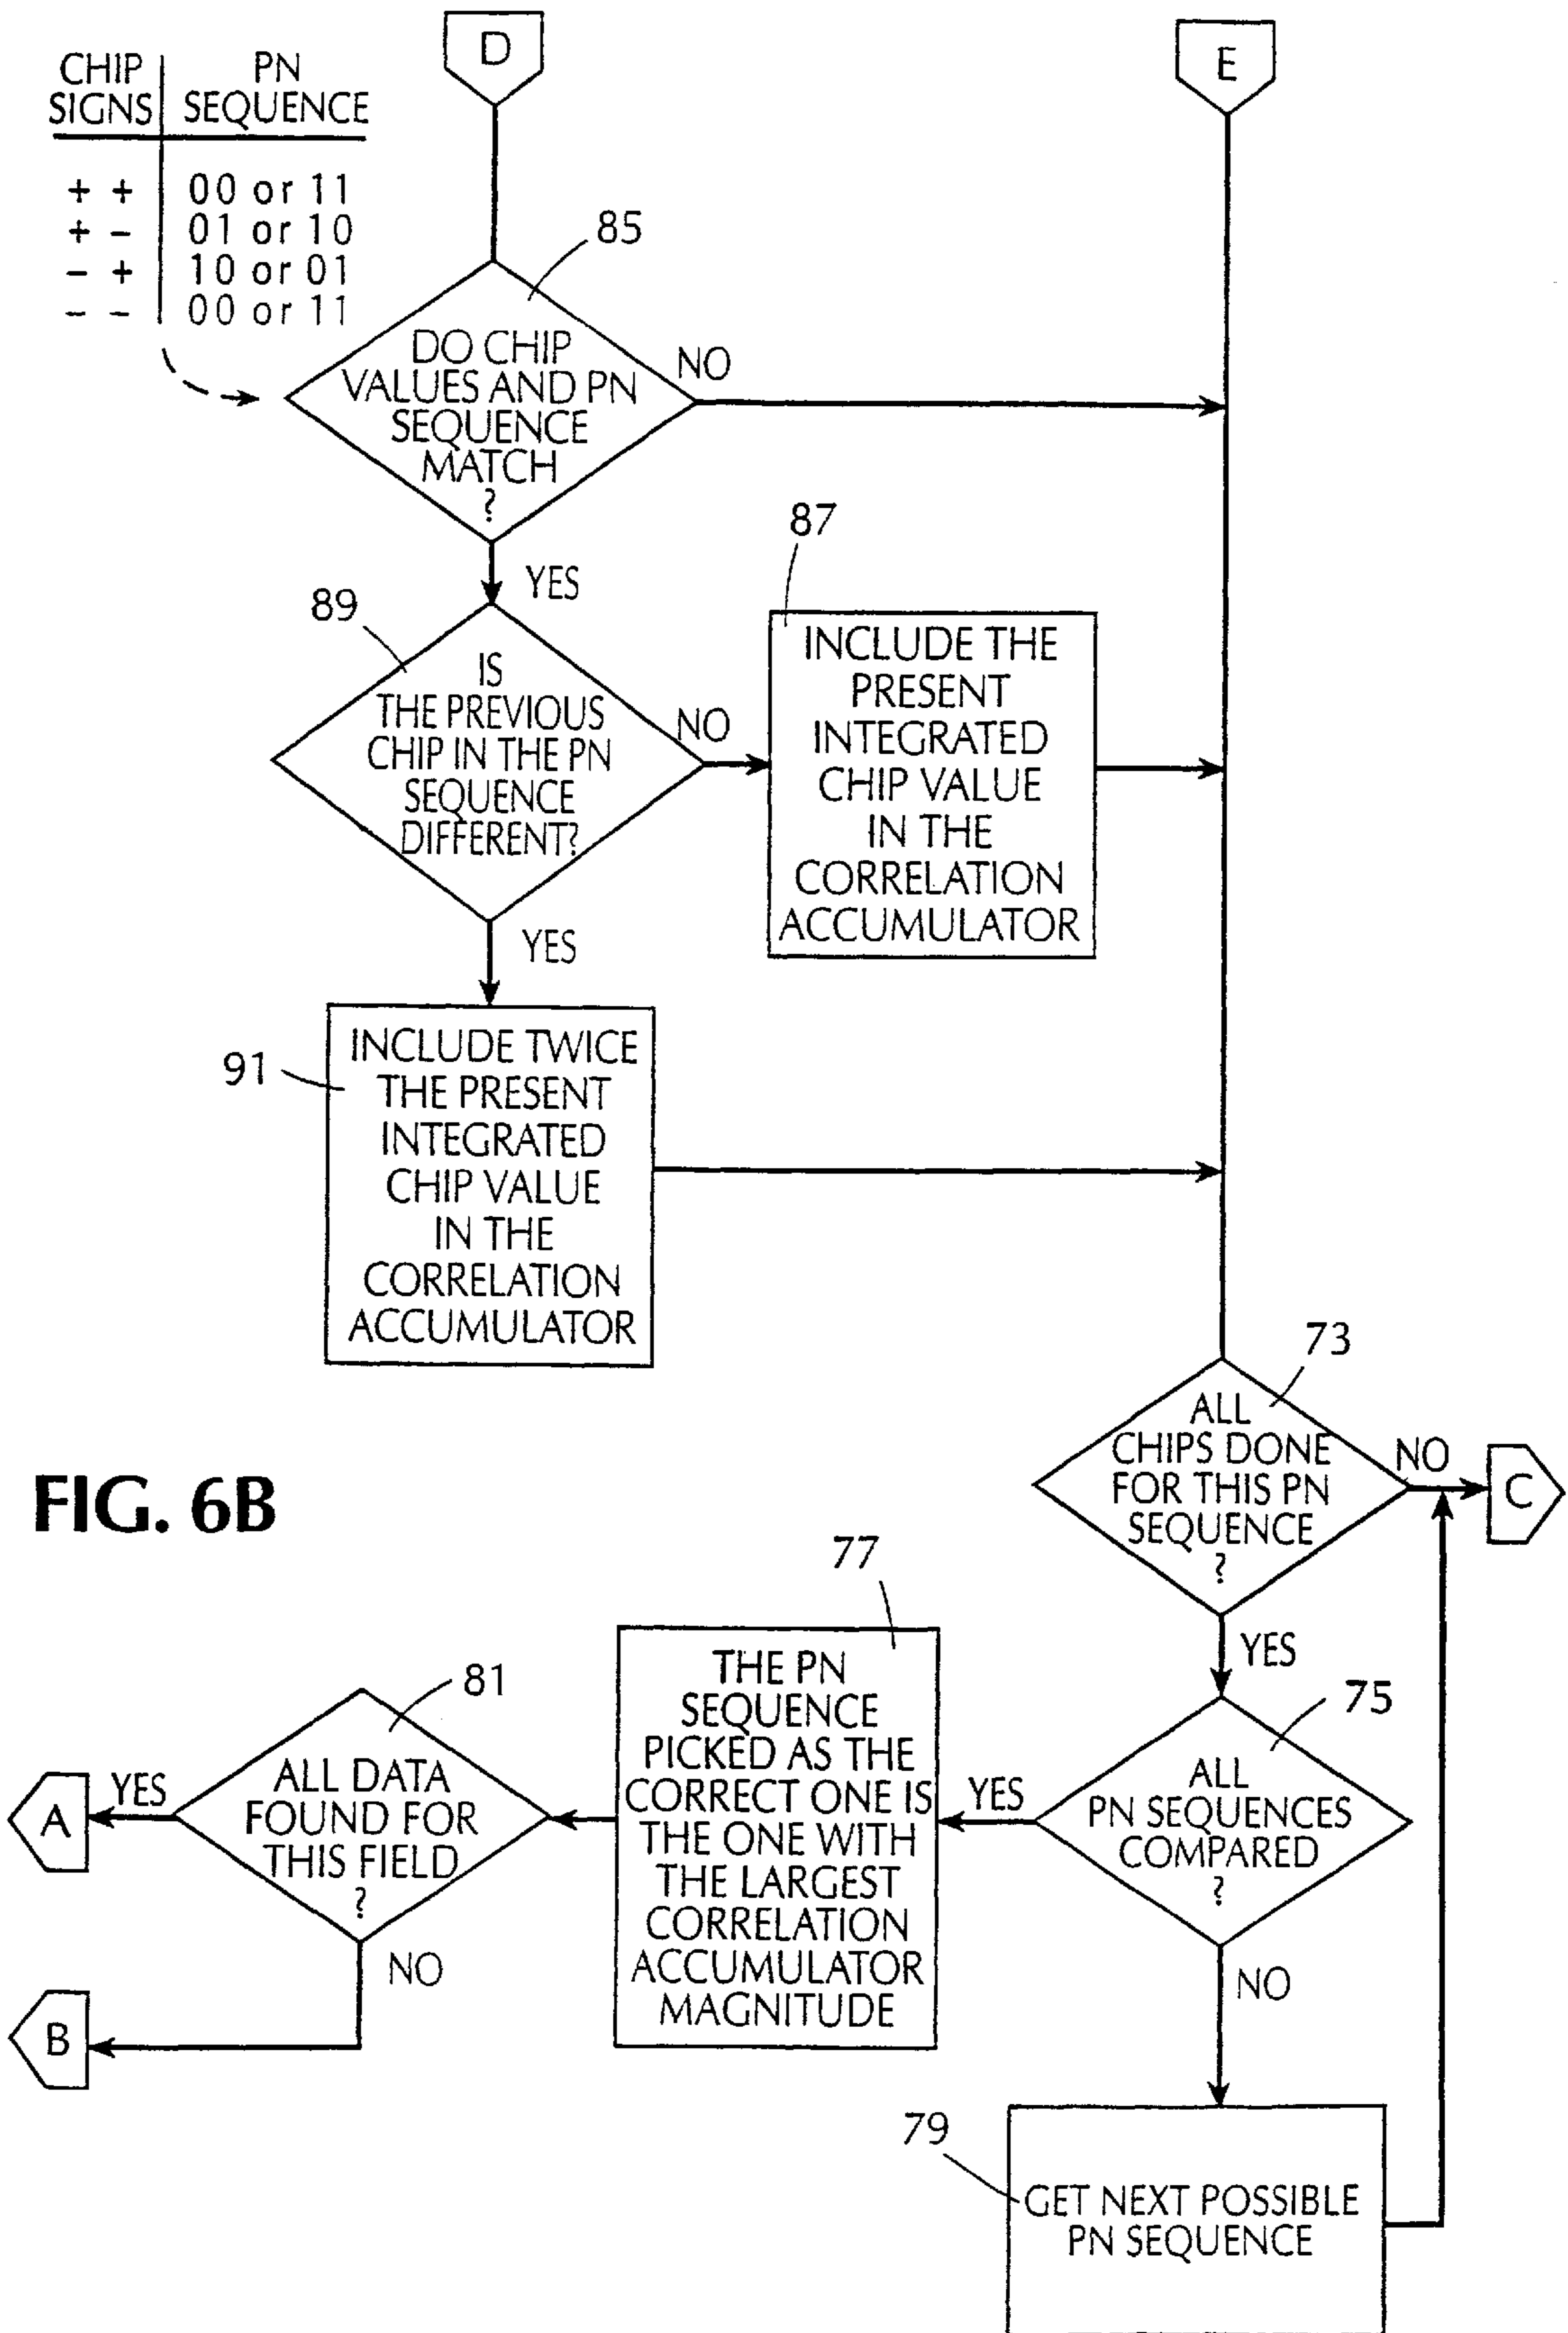 D
E
CHIP SIGNS
PN SEQUENCE
+ + 00 or 11
+ - 01 or 10
- + 10 or 01
- - 00 or 11
85
DO CHIP
VALUES AND PN
SEQUENCE
MATCH
?
NO
YES
87
INCLUDE THE
PRESENT
INTEGRATED
CHIP VALUE
IN THE
CORRELATION
ACCUMULATOR
89
IS
THE PREVIOUS
CHIP IN THE PN
SEQUENCE
DIFFERENT?
NO
YES
91
INCLUDE TWICE
THE PRESENT
INTEGRATED
CHIP VALUE
IN THE
CORRELATION
ACCUMULATOR
73
ALL
CHIPS DONE
FOR THIS PN
SEQUENCE
?
NO
C
YES
FIG. 6B
75
ALL
PN SEQUENCES
COMPARED
?
YES
NO
77
THE PN
SEQUENCE
PICKED AS THE
CORRECT ONE IS
THE ONE WITH
THE LARGEST
CORRELATION
ACCUMULATOR
MAGNITUDE
81
ALL DATA
FOUND FOR
THIS FIELD
?
YES
A
NO
B
79
GET NEXT POSSIBLE
PN SEQUENCE